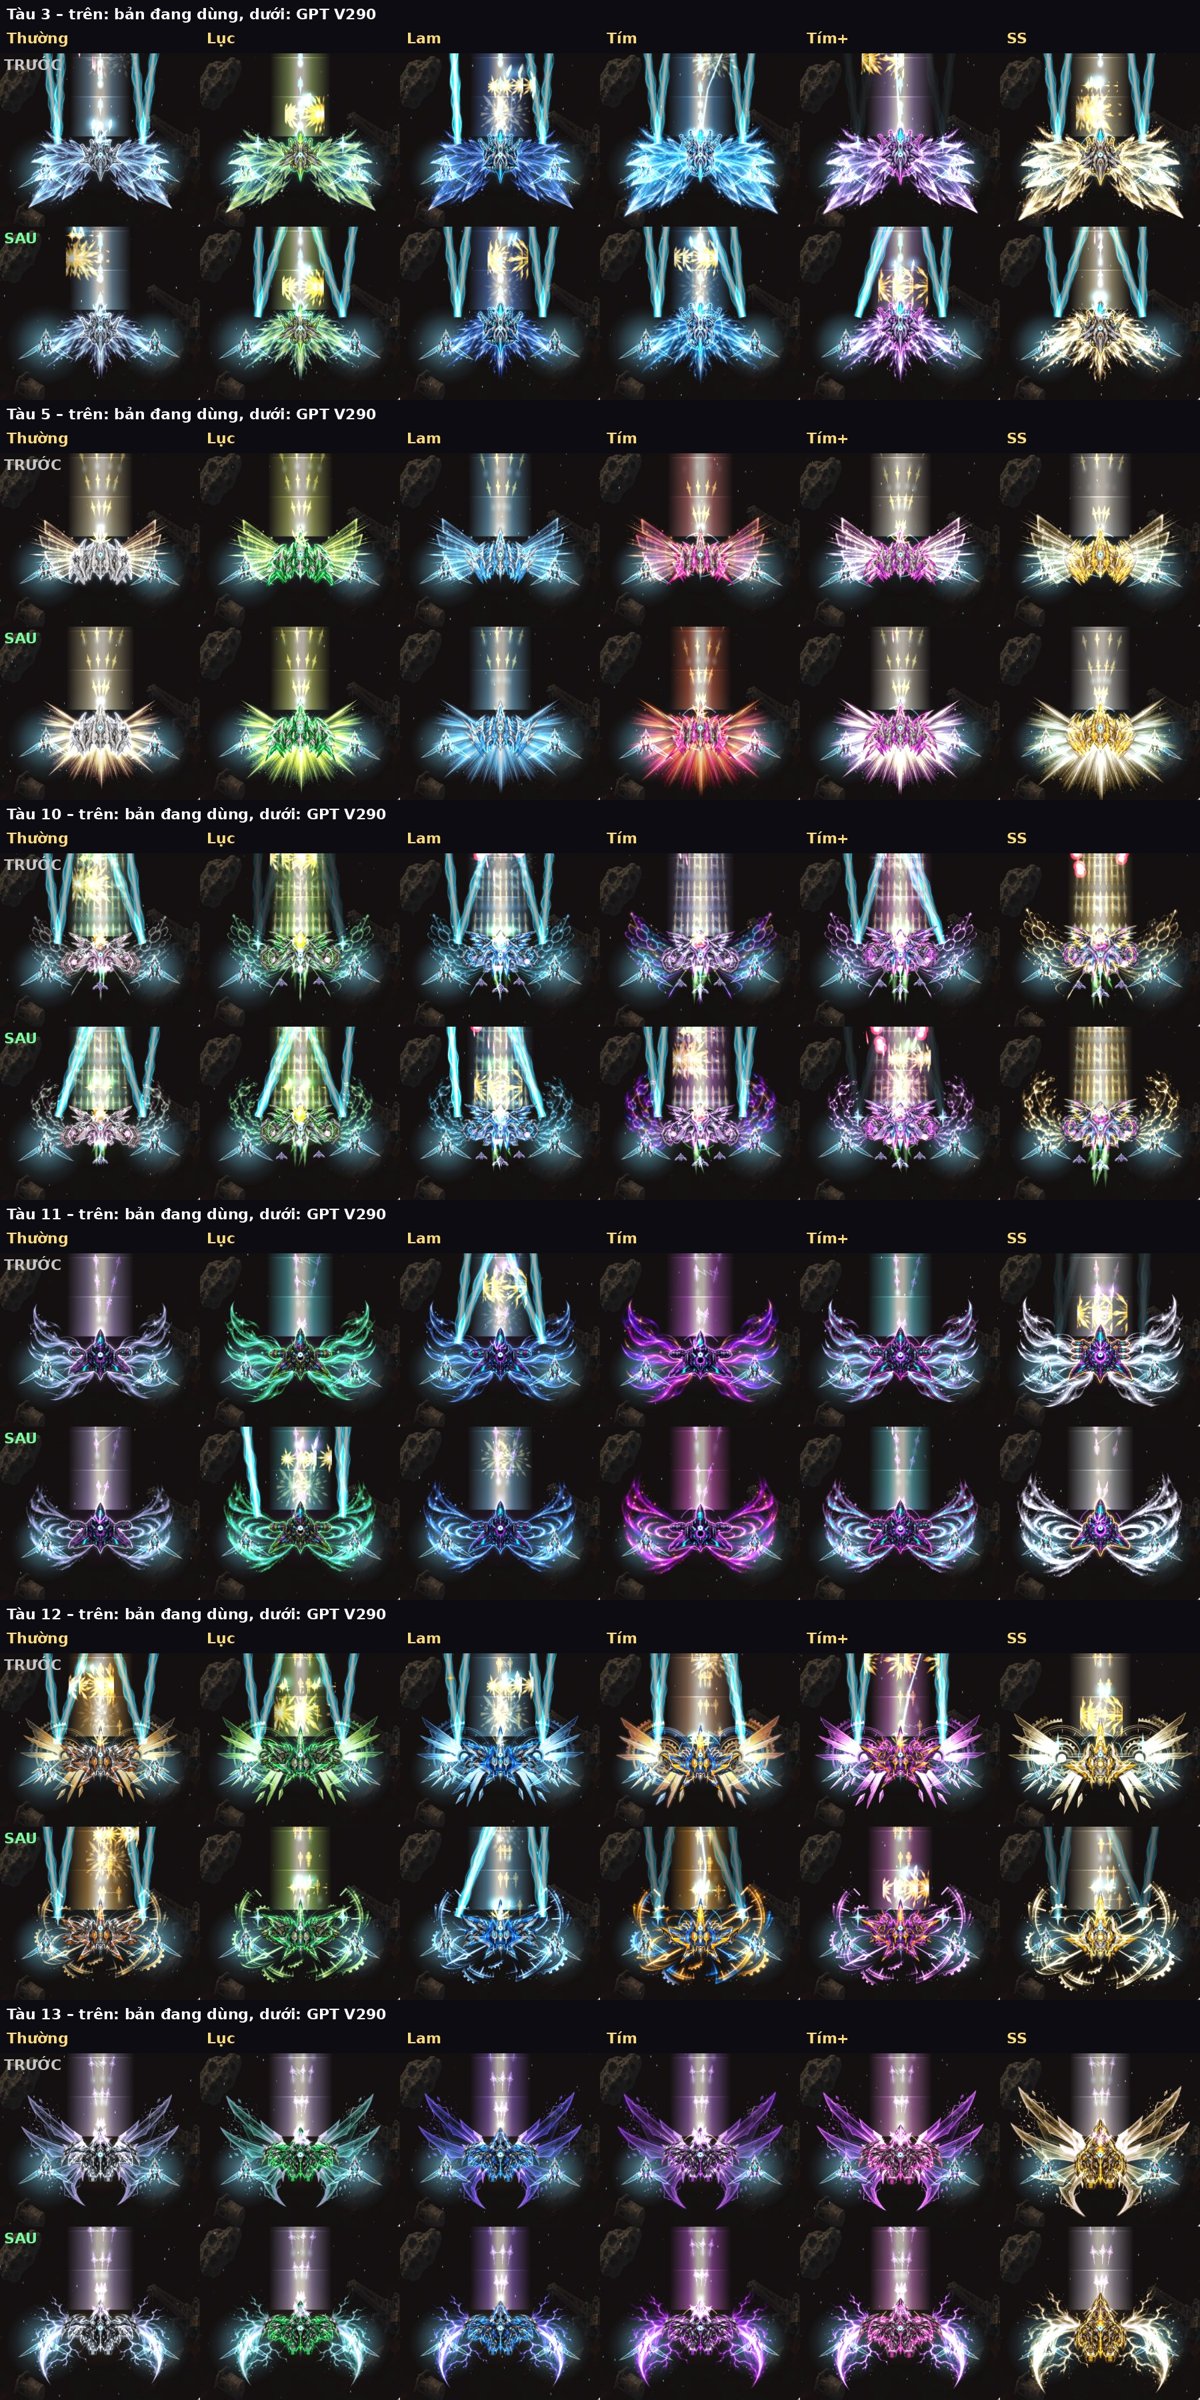 Tàu 3 – trên: bản đang dùng, dưới: GPT V290
Thường Lục Lam Tím Tím+ SS
TRƯỚC
SAU
Tàu 5 – trên: bản đang dùng, dưới: GPT V290
Thường Lục Lam Tím Tím+ SS
TRƯỚC
SAU
Tàu 10 – trên: bản đang dùng, dưới: GPT V290
Thường Lục Lam Tím Tím+ SS
TRƯỚC
SAU
Tàu 11 – trên: bản đang dùng, dưới: GPT V290
Thường Lục Lam Tím Tím+ SS
TRƯỚC
SAU
Tàu 12 – trên: bản đang dùng, dưới: GPT V290
Thường Lục Lam Tím Tím+ SS
TRƯỚC
SAU
Tàu 13 – trên: bản đang dùng, dưới: GPT V290
Thường Lục Lam Tím Tím+ SS
TRƯỚC
SAU